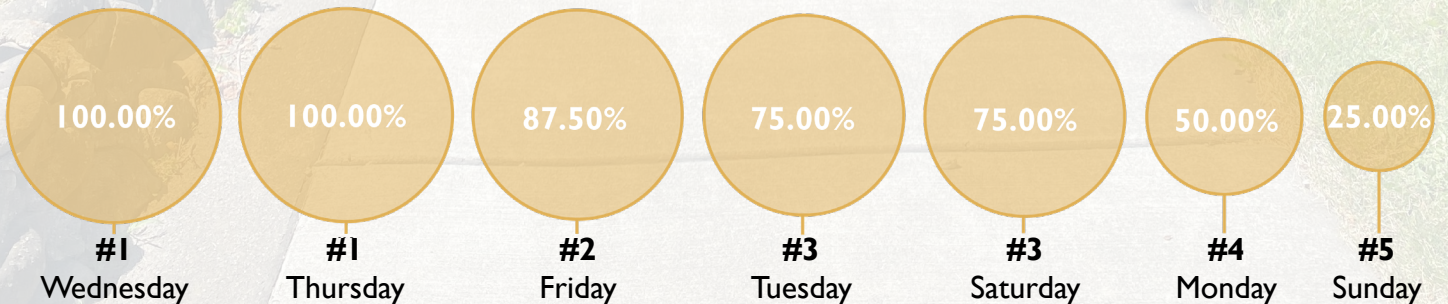 100.00% 100.00% 87.50% 75.00% 75.00% 50.00% 25.00%
#1 #1 #2 #3 #3 #4 #5
Wednesday Thursday Friday Tuesday Saturday Monday Sunday